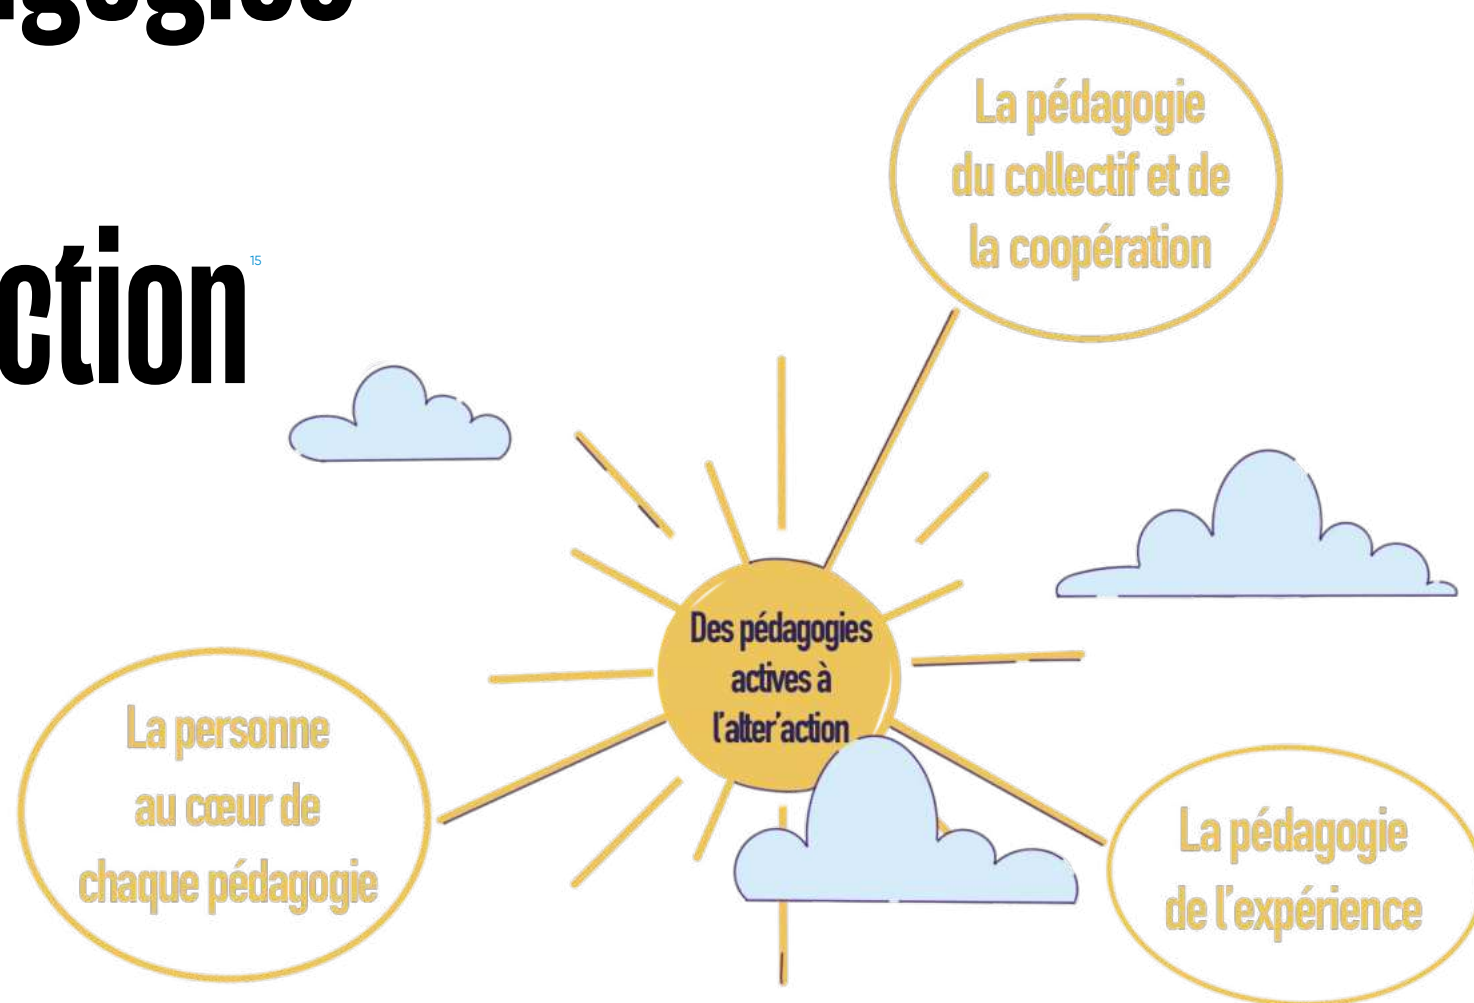 ction
15
La pédagogie
du collectif et de
la coopération
Des pédagogies
actives à
l'alter'action
La personne
au cœur de
chaque pédagogie
La pédagogie
de l'expérience